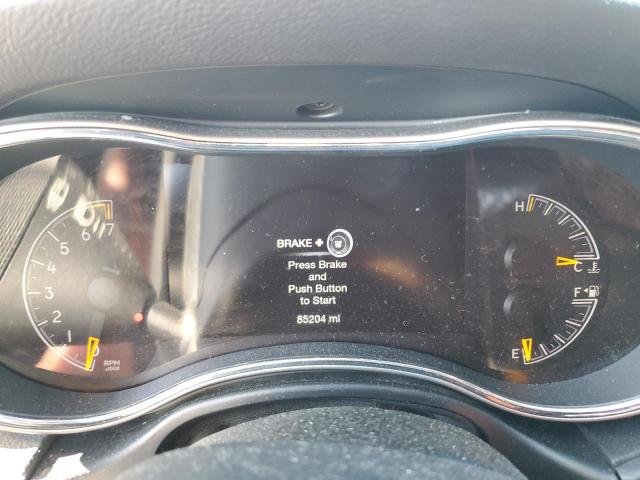 BRAKE +
Press Brake
and
Push Button
to Start
85204 mi
7
6
5
4
3
2
1
0
RPM
x1000
H
C
F
E